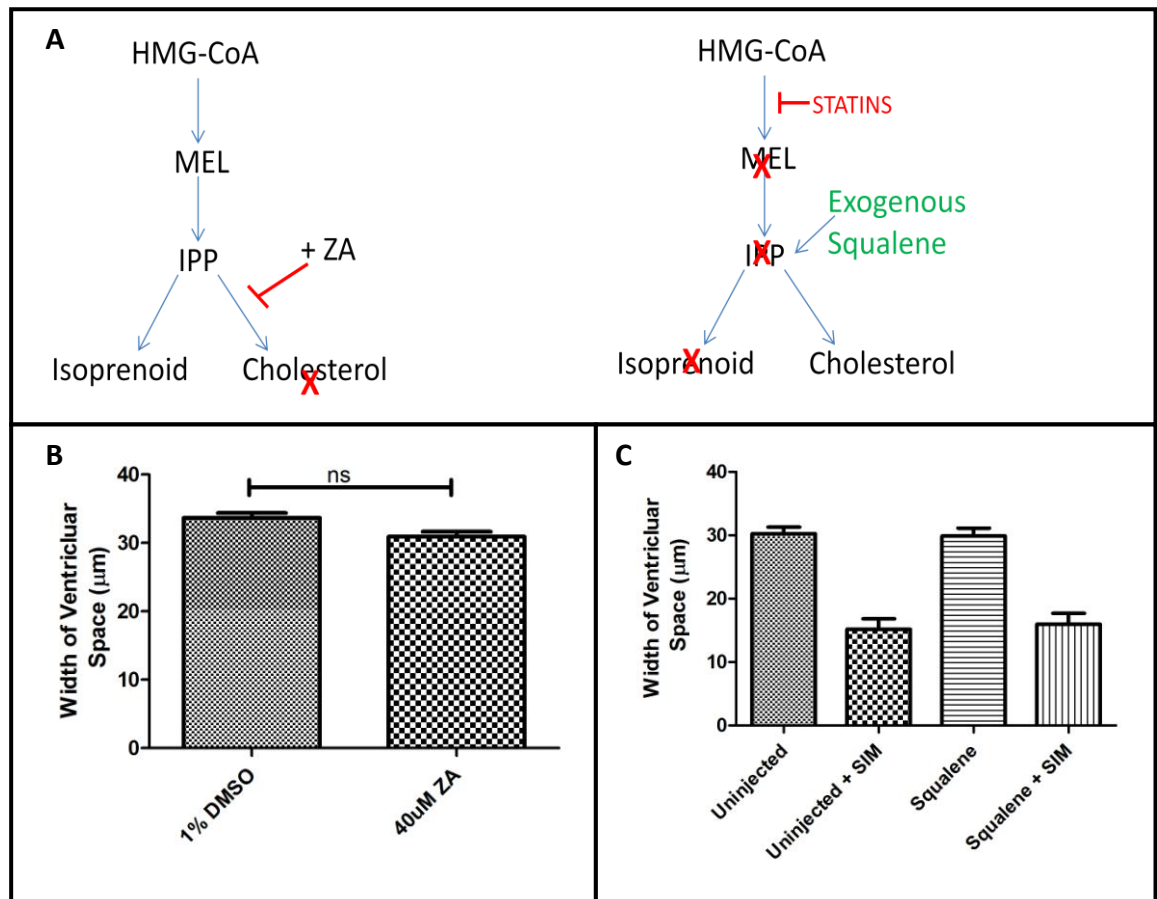 A
HMG-CoA
MEL
IPP
+ ZA
Isoprenoid
Cholesterol
X
HMG-CoA
STATINS
MEL
X
Exogenous
Squalene
IPP
X
Isoprenoid
X
Cholesterol
B
ns
40
30
20
10
0
Width of Ventricluar
Space (μm)
1% DMSO
40uM ZA
C
40
30
20
10
0
Width of Ventricluar
Space (μm)
Uninjected
Uninjected + SIM
Squalene
Squalene + SIM